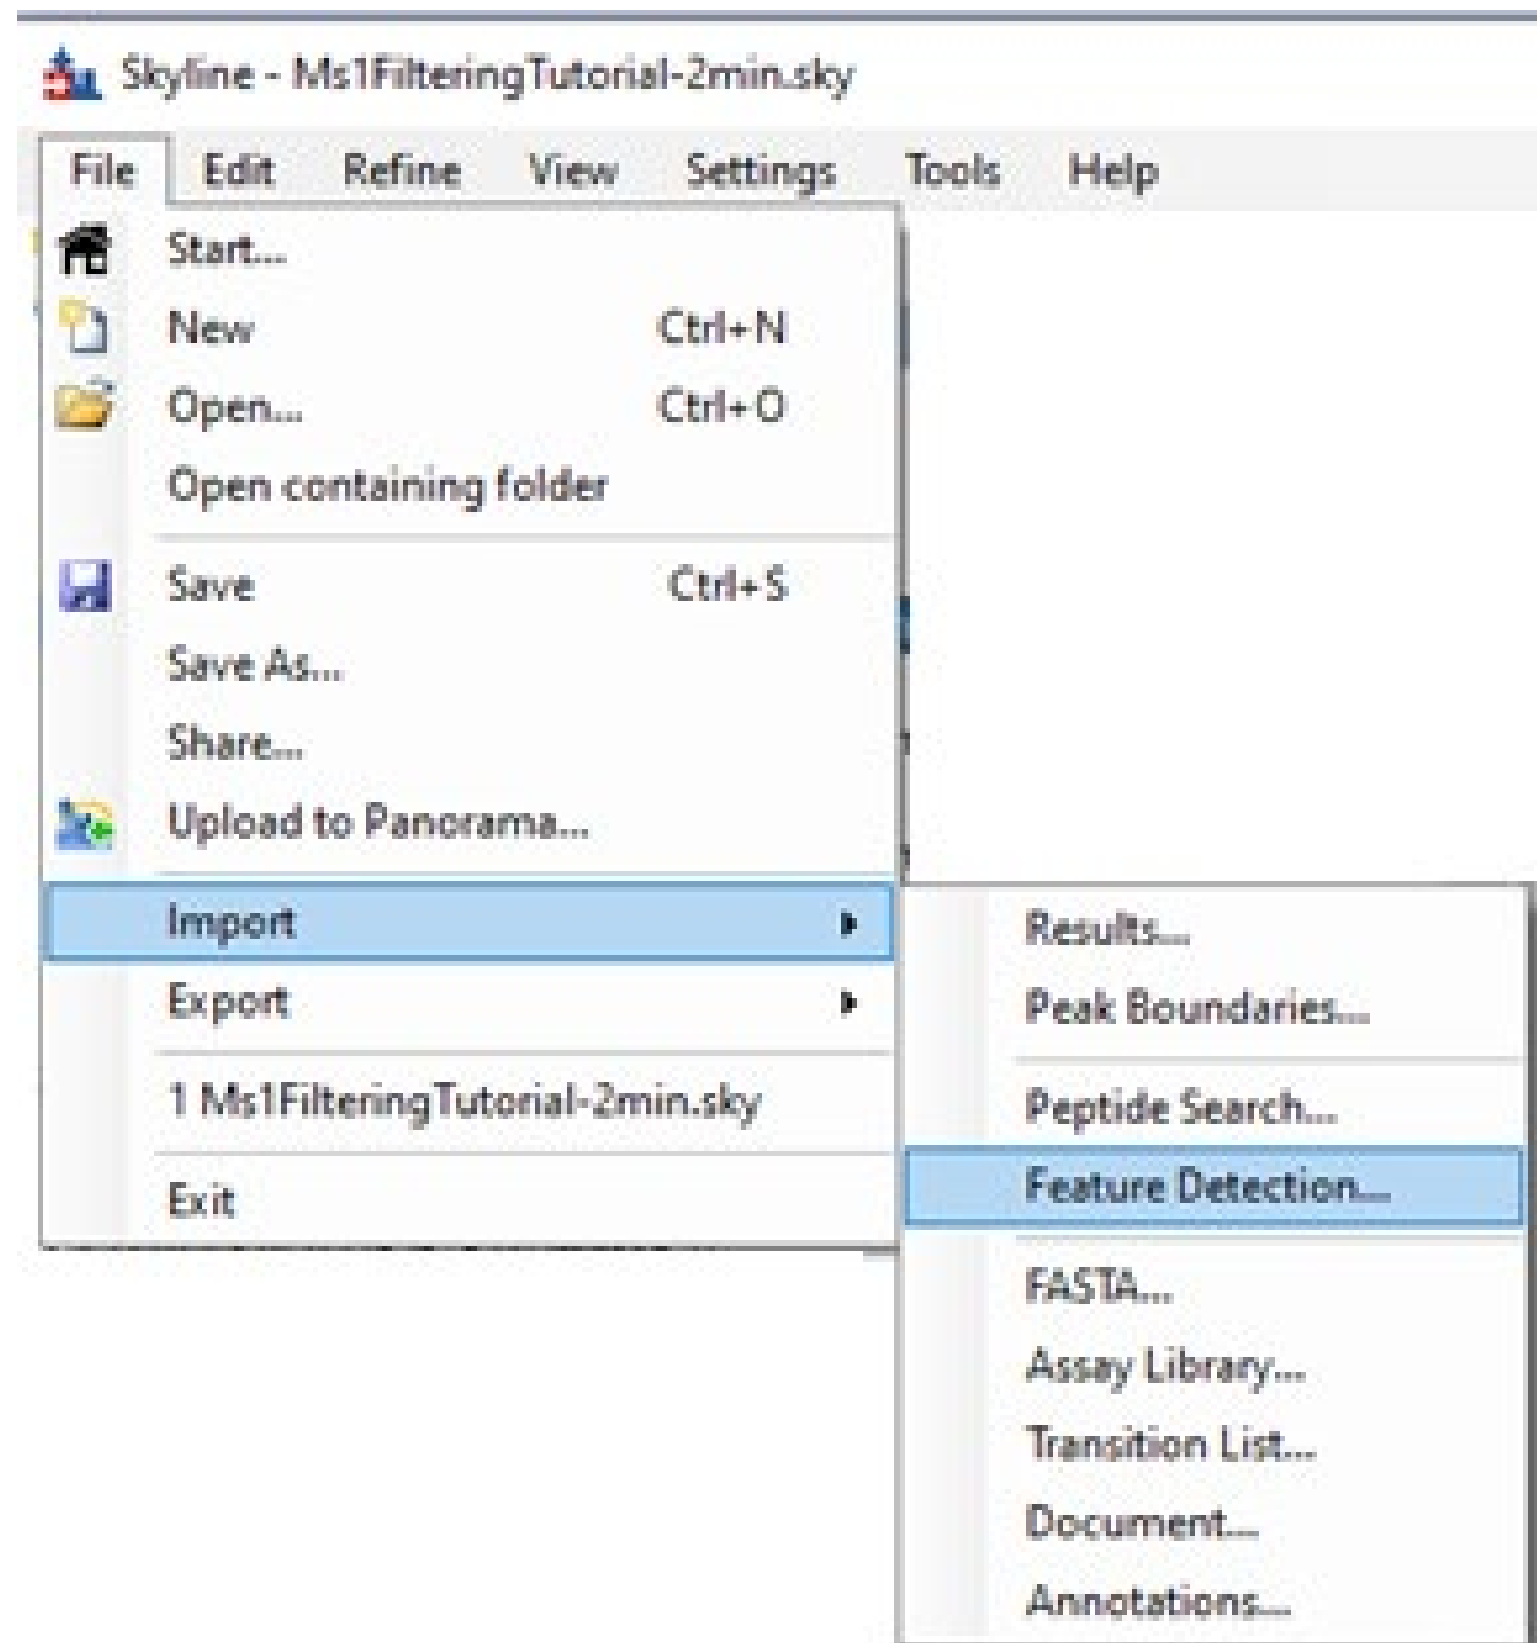 Skyline - Ms1FilteringTutorial-2min.sky
File Edit Refine View Settings Tools Help
Start...
New Ctrl+N
Open... Ctrl+O
Open containing folder
Save Ctrl+S
Save As...
Share...
Upload to Panorama...
Import
Export
1 Ms1FilteringTutorial-2min.sky
Exit
Results...
Peak Boundaries...
Peptide Search...
Feature Detection...
FASTA...
Assay Library...
Transition List...
Document...
Annotations...